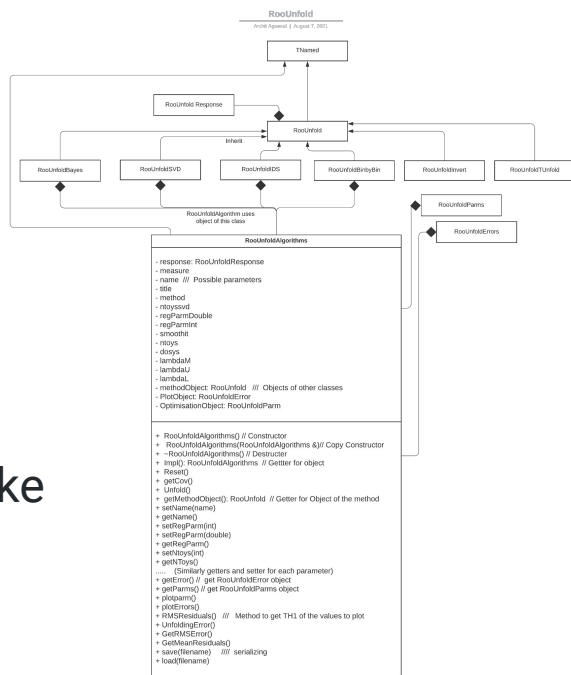 RooUnfold
Archit Agrawal | August 7, 2021
TNamed
RooUnfold Response
RooUnfold
Inherit
RooUnfoldBayes
RooUnfoldSVD
RooUnfoldIDS
RooUnfoldBinbyBin
RooUnfoldInvert
RooUnfoldTUnfold
RooUnfoldParms
RooUnfoldAlgorithm uses
object of this class
RooUnfoldErrors
RooUnfoldAlgorithms
- response: RooUnfoldResponse
- measure
- name /// Possible parameters
- title
- method
- ntoyssvd
- regParmDouble
- regParmInt
- smoothit
- ntoys
- dosys
- lambdaM
- lambdaU
- lambdaL
- methodObject: RooUnfold /// Objects of other classes
- PlotObject: RooUnfoldError
- OptimisationObject: RooUnfoldParm
+ RooUnfoldAlgorithms() // Constructor
+ RooUnfoldAlgorithms(RooUnfoldAlgorithms &)// Copy Constructor
+ ~RooUnfoldAlgorithms() // Destructer
+ Impl(): RooUnfoldAlgorithms // Gettter for object
+ Reset()
+ getCov()
+ Unfold()
+ getMethodObject(): RooUnfold // Getter for Object of the method
+ setName(name)
+ getName()
+ setRegParm(int)
+ setRegParm(double)
+ getRegParm()
+ setNtoys(int)
+ getNToys()
..... (Similarly getters and setter for each parameter)
+ getError() // get RooUnfoldError object
+ getParms() // get RooUnfoldParms object
+ plotparm()
+ plotErrors()
+ RMSResiduals() /// Method to get TH1 of the values to plot
+ UnfoldingError()
+ GetRMSError()
+ GetMeanResiduals()
+ save(filename) //// serializing
+ load(filename)
ke